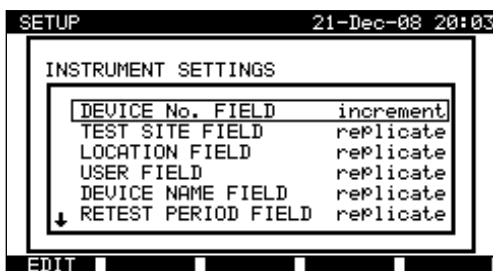 SETUP 21-Dec-08 20:03
INSTRUMENT SETTINGS
DEVICE No. FIELD increment
TEST SITE FIELD replicate
LOCATION FIELD replicate
USER FIELD replicate
DEVICE NAME FIELD replicate
RETEST PERIOD FIELD replicate
EDIT